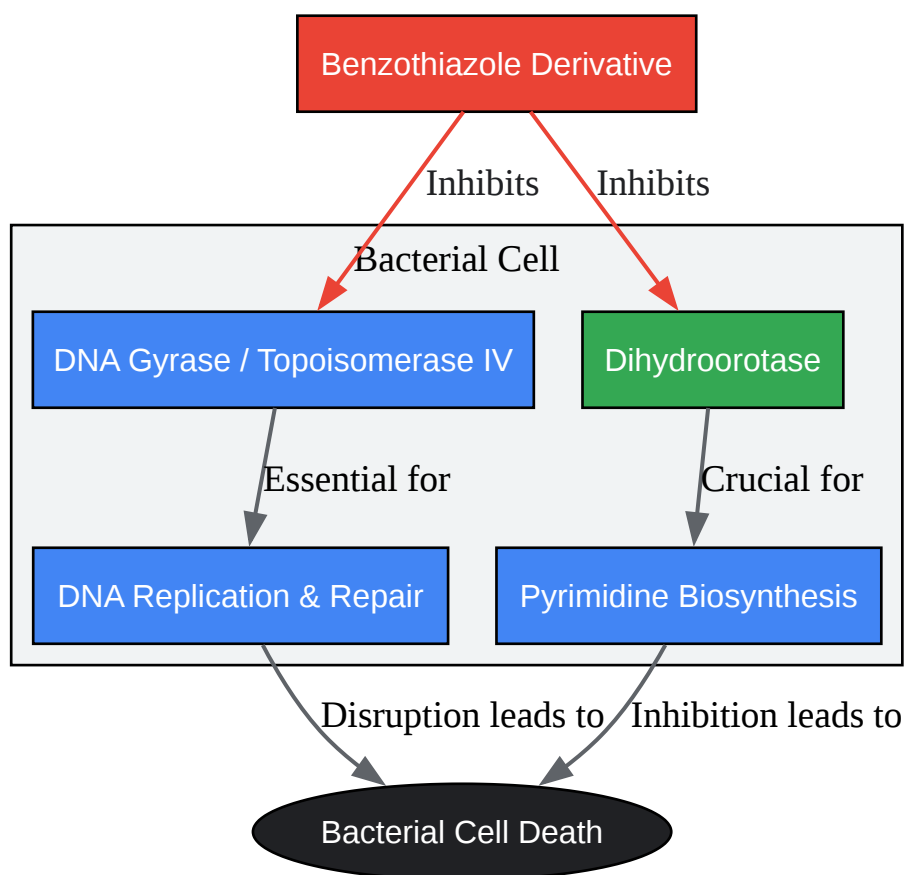 Benzothiazole Derivative
Inhibits
Inhibits
Bacterial Cell
DNA Gyrase / Topoisomerase IV
Dihydroorotase
Essential for
Crucial for
DNA Replication & Repair
Pyrimidine Biosynthesis
Disruption leads to
Inhibition leads to
Bacterial Cell Death